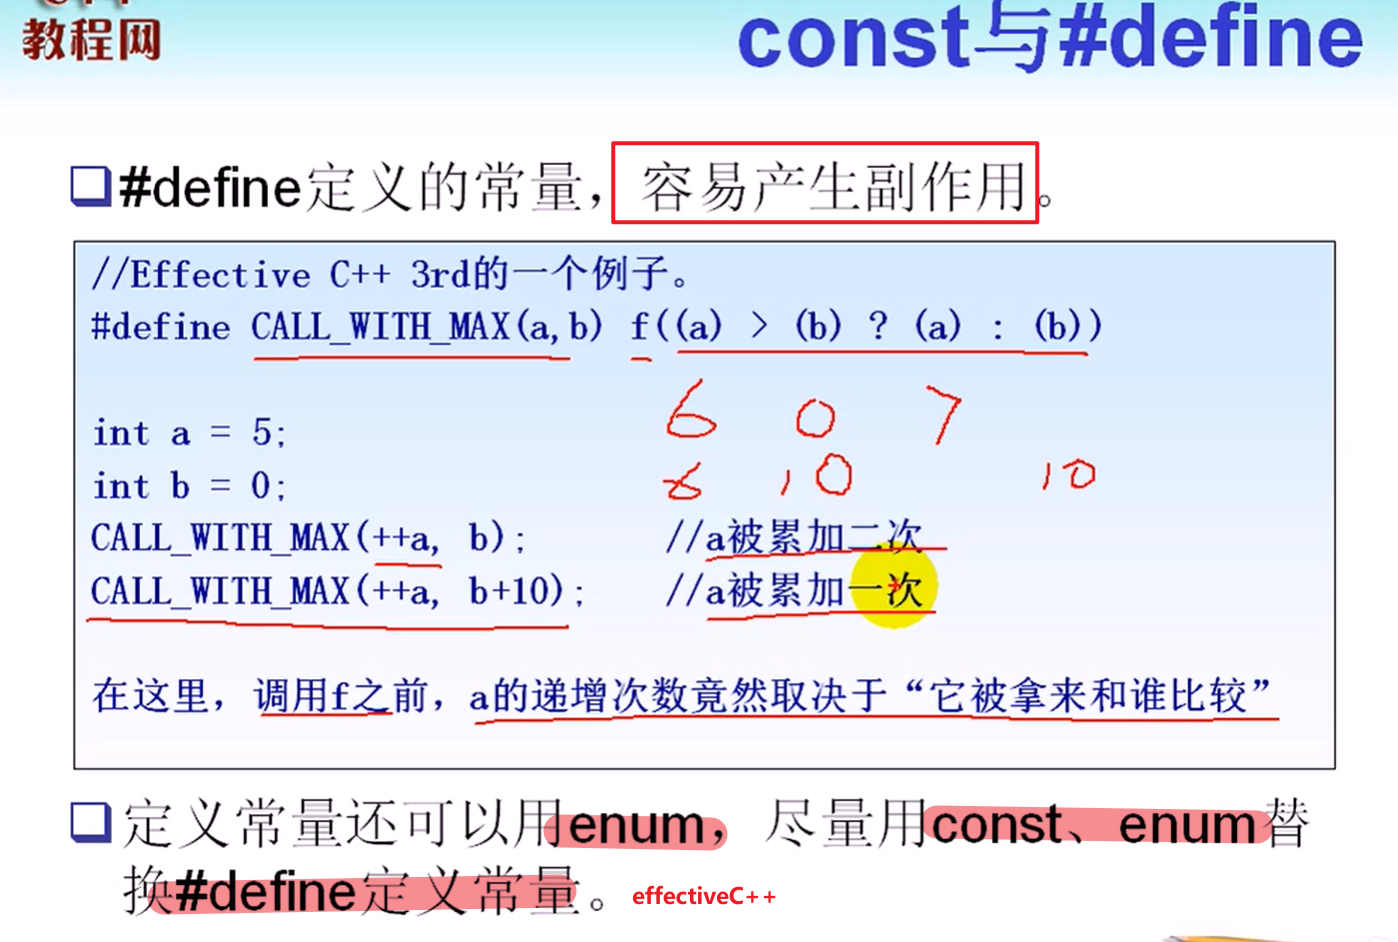 教程网
const与#define
#define定义的常量，容易产生副作用。
//Effective C++ 3rd的一个例子。
#define CALL_WITH_MAX(a,b) f((a) > (b) ? (a) : (b))
6 0 7
int a = 5;
8 10 10
int b = 0;
CALL_WITH_MAX(++a, b); //a被累加二次
CALL_WITH_MAX(++a, b+10); //a被累加一次
在这里，调用f之前，a的递增次数竟然取决于“它被拿来和谁比较”
定义常量还可以用enum，尽量用const、enum替
换#define定义常量。
effectiveC++